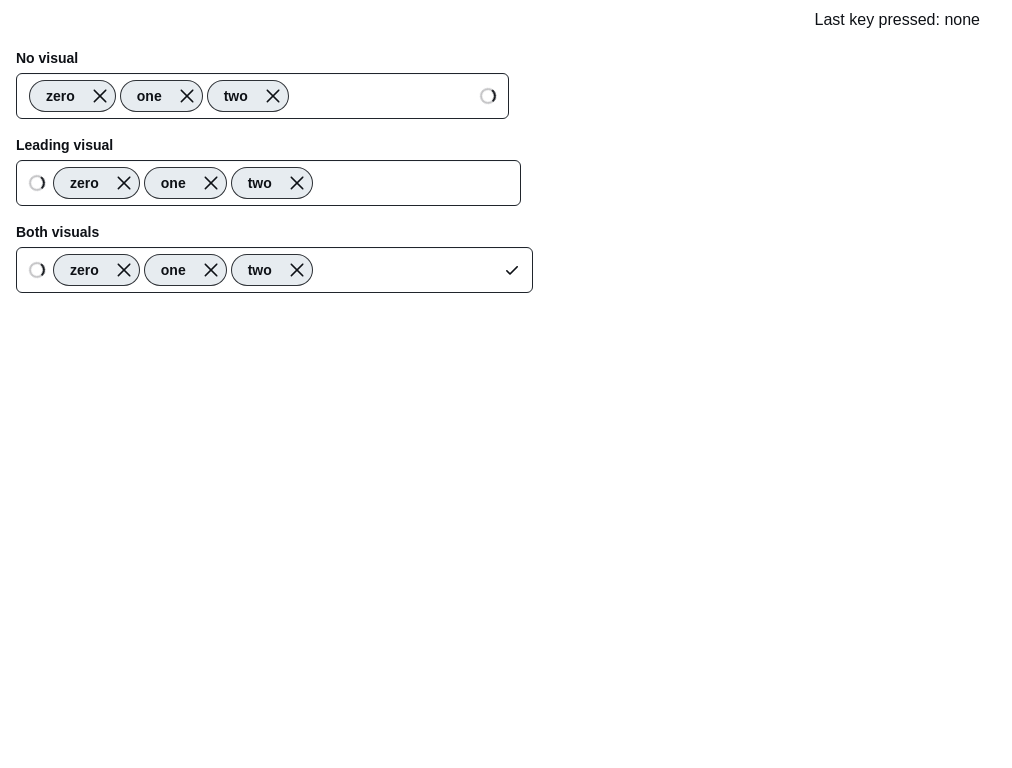 Last key pressed: none
No visual
zero one two
Leading visual
zero one two
Both visuals
zero one two